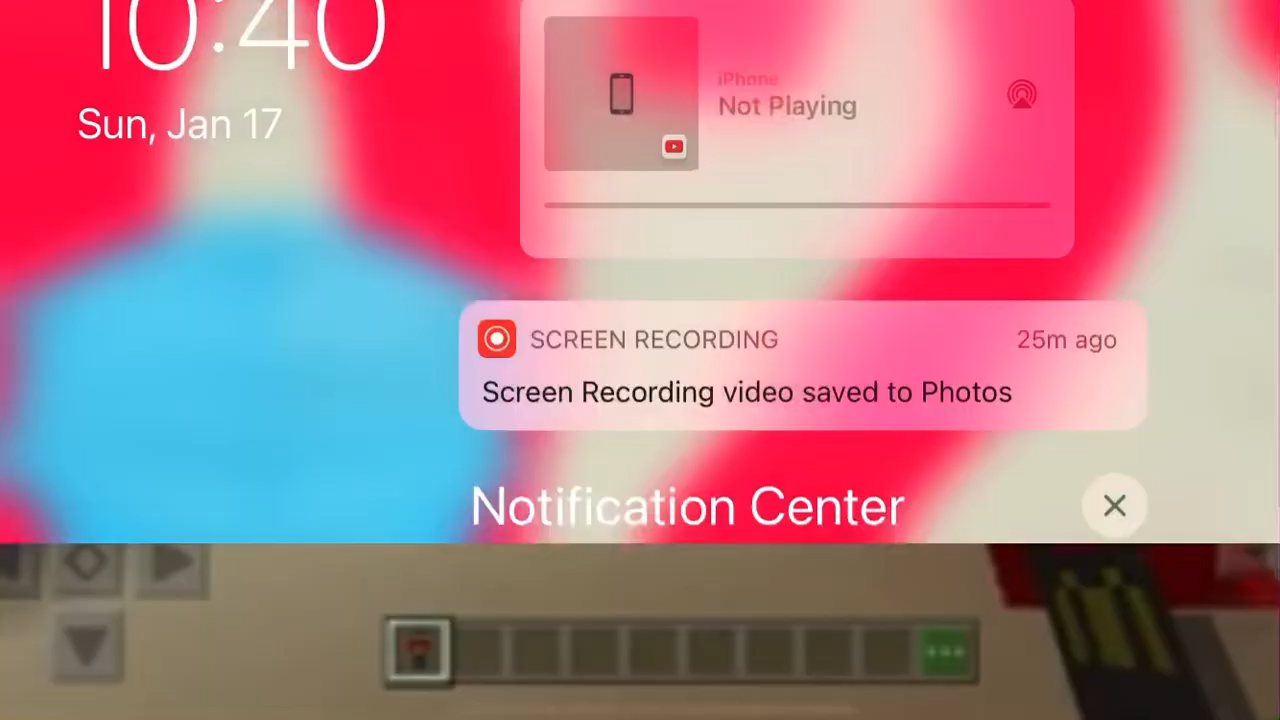 10:40
Sun, Jan 17
iPhone
Not Playing
SCREEN RECORDING
25m ago
Screen Recording video saved to Photos
Notification Center